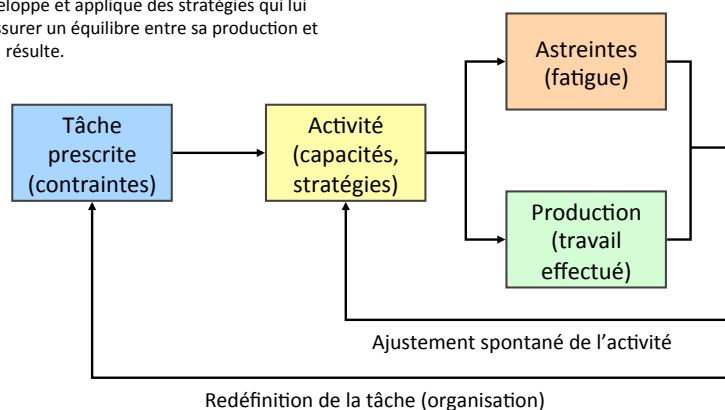 eloppe et applique des stratégies qui lui
ssurer un équilibre entre sa production et
résulte.
Astreintes
(fatigue)
Tâche
prescrite
(contraintes)
Activité
(capacités,
stratégies)
Production
(travail
effectué)
Ajustement spontané de l’activité
Redéfinition de la tâche (organisation)